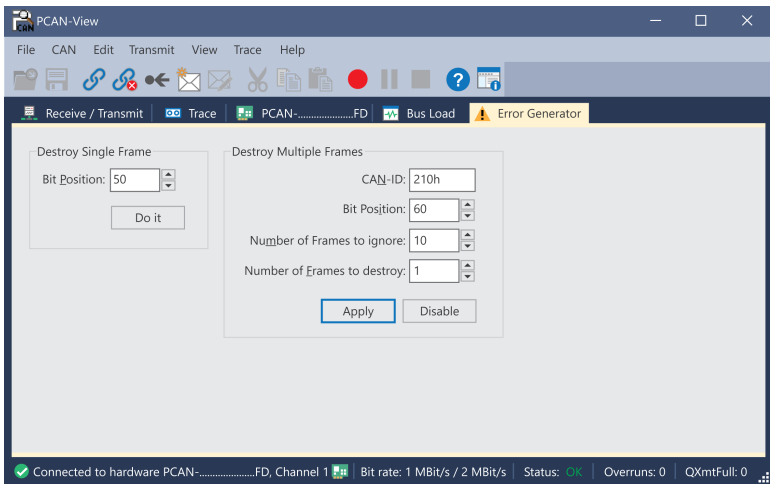 PCAN-View
File CAN Edit Transmit View Trace Help
Receive / Transmit Trace PCAN-.....................FD Bus Load Error Generator
Destroy Single Frame
Bit Position: 50
Do it
Destroy Multiple Frames
CAN-ID: 210h
Bit Position: 60
Number of Frames to ignore: 10
Number of Frames to destroy: 1
Apply Disable
Connected to hardware PCAN-.....................FD, Channel 1 Bit rate: 1 MBit/s / 2 MBit/s Status: OK Overruns: 0 QXmtFull: 0